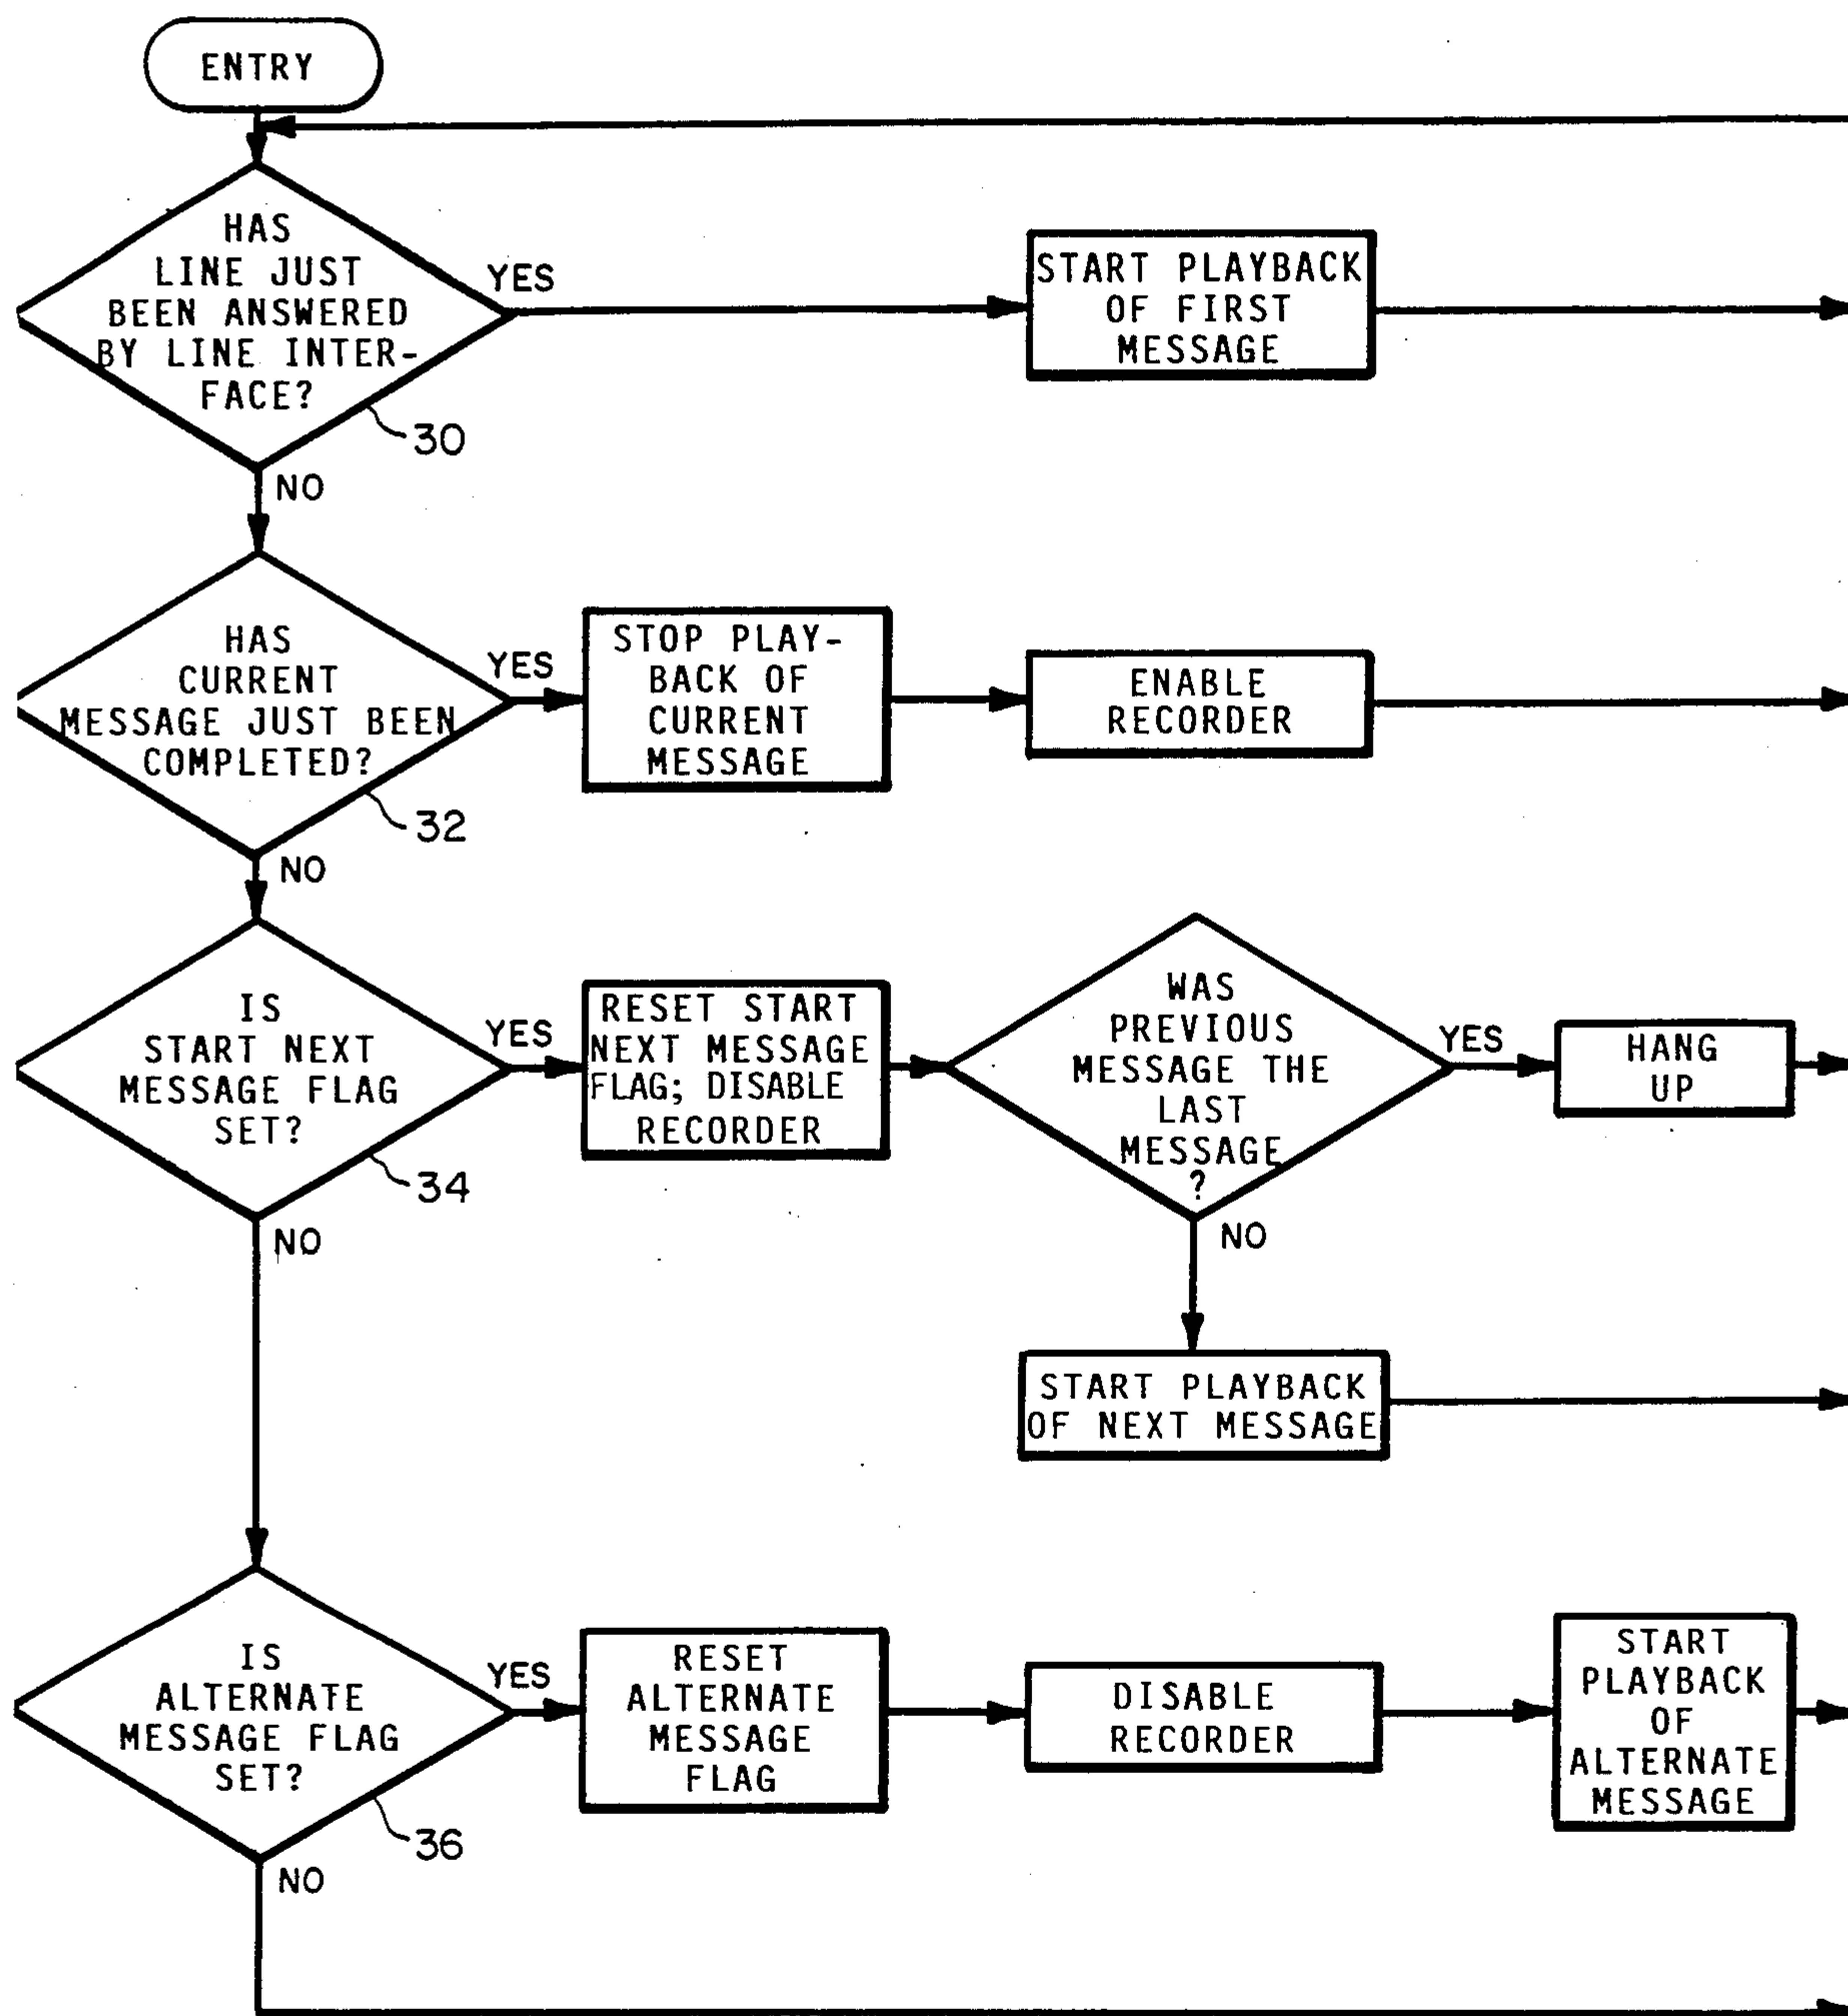 ENTRY
HAS
LINE JUST
BEEN ANSWERED
BY LINE INTER-
FACE?
YES
30
NO
START PLAYBACK
OF FIRST
MESSAGE
HAS
CURRENT
MESSAGE JUST BEEN
COMPLETED?
YES
32
NO
STOP PLAY-
BACK OF
CURRENT
MESSAGE
ENABLE
RECORDER
IS
START NEXT
MESSAGE FLAG
SET?
YES
34
NO
RESET START
NEXT MESSAGE
FLAG; DISABLE
RECORDER
WAS
PREVIOUS
MESSAGE THE
LAST
MESSAGE
?
YES
NO
HANG
UP
START PLAYBACK
OF NEXT MESSAGE
IS
ALTERNATE
MESSAGE FLAG
SET?
YES
36
NO
RESET
ALTERNATE
MESSAGE
FLAG
DISABLE
RECORDER
START
PLAYBACK
OF
ALTERNATE
MESSAGE